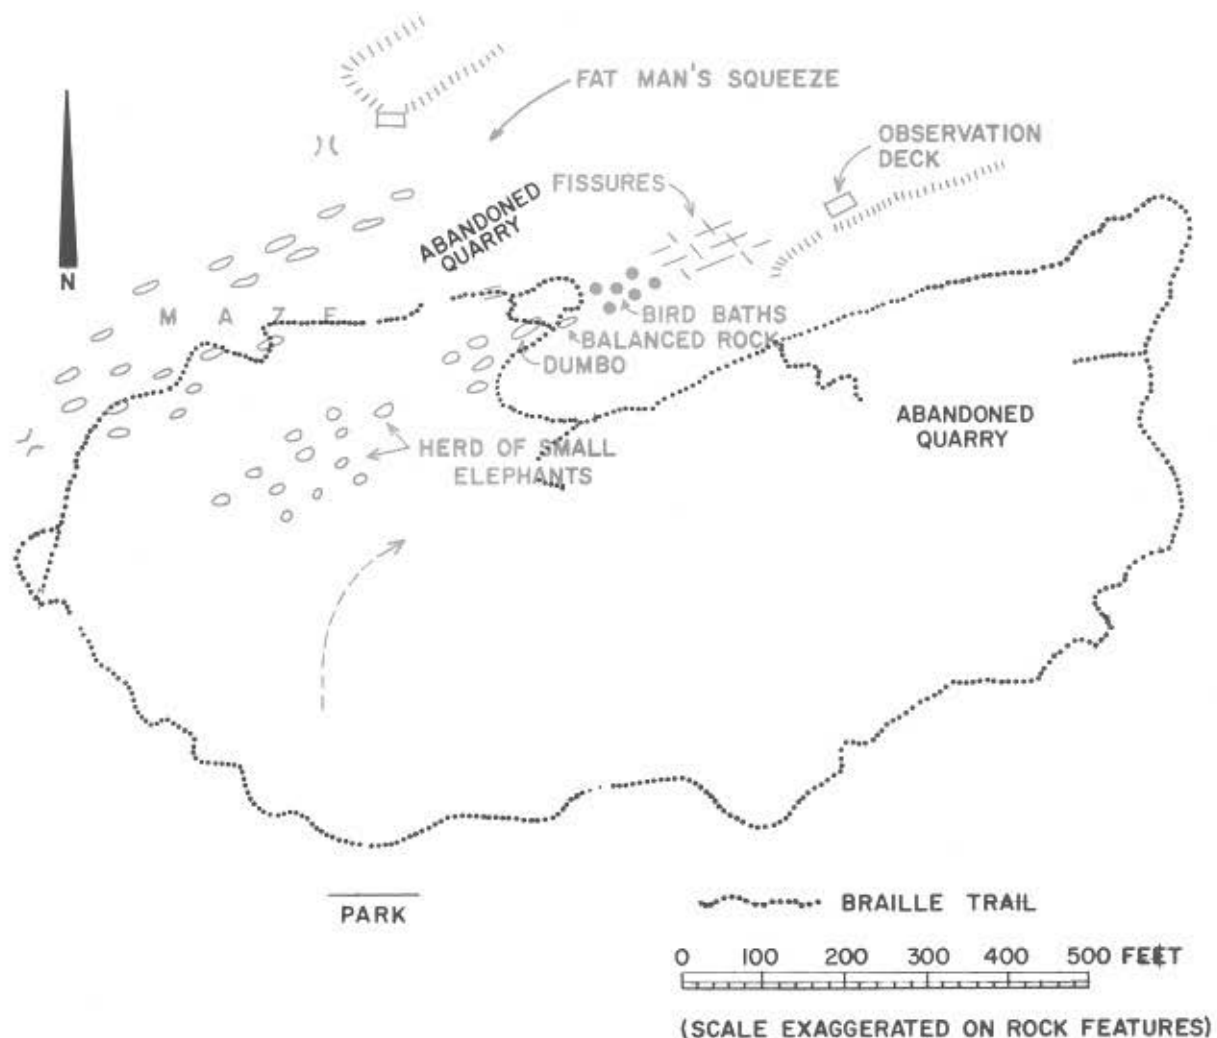 FAT MAN'S SQUEEZE
OBSERVATION
DECK
FISSURES
ABANDONED
QUARRY
N
M A Z E
BIRD BATHS
BALANCED ROCK
DUMBO
ABANDONED
QUARRY
HERD OF SMALL
ELEPHANTS
PARK
BRAILLE TRAIL
0 100 200 300 400 500 FEET
(SCALE EXAGGERATED ON ROCK FEATURES)